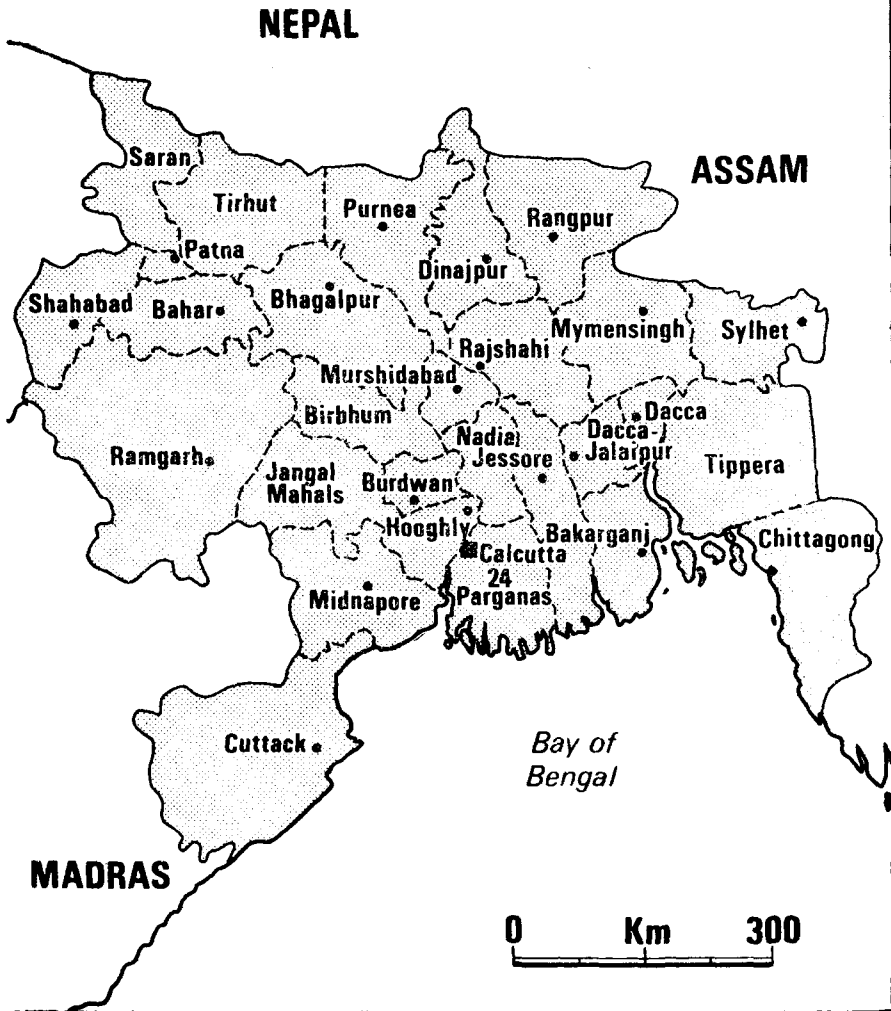 NEPAL
ASSAM
Saran
Tirhut
Purnea
Rangpur
Patna
Dinajpur
Shahabad
Bahar
Bhagalpur
Mymensingh
Sylhet
Rajshahi
Murshidabad
Birbhum
Nadia
Dacca
Dacca-
Jalalpur
Jessore
Ramgarh
Jangal
Mahals
Burdwan
Tippera
Hooghly
Bakarganj
Chittagong
Calcutta
24
Parganas
Midnapore
Cuttack
Bay of
Bengal
MADRAS
0 Km 300